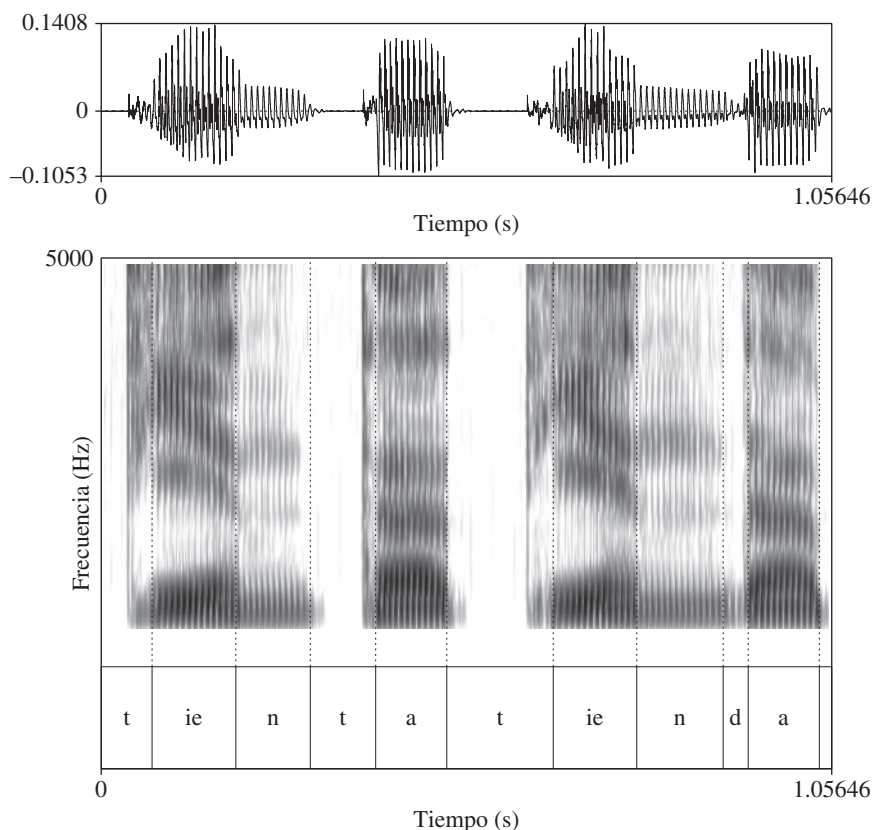 0.1408
0
–0.1053
0 1.05646
Tiempo (s)
5000
Frecuencia (Hz)
t ie n t a t ie n d a
0 1.05646
Tiempo (s)